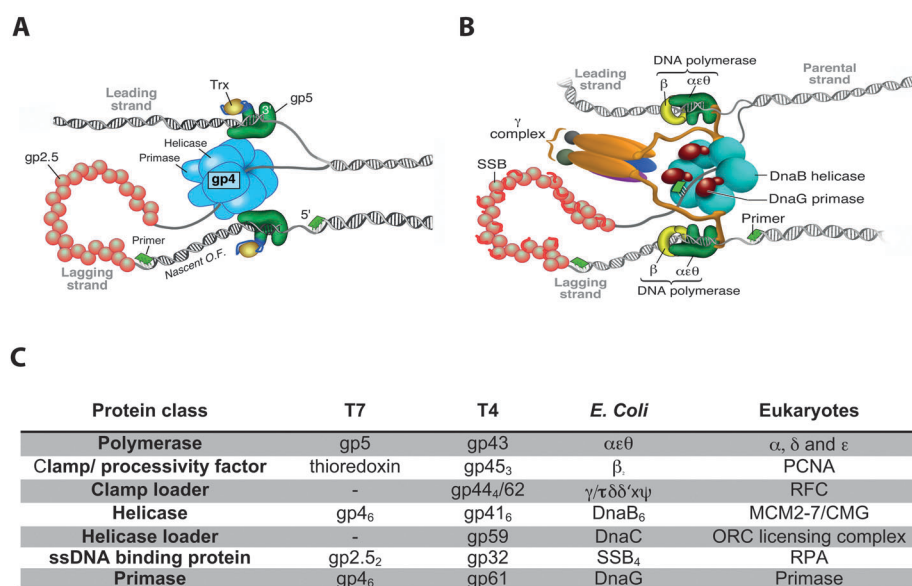 A
Leading
strand
Trx
3'
gp5
Helicase
Primase
gp2.5
gp4
5'
Primer
Nascent O.F.
Lagging
strand
B
Leading
strand
DNA polymerase
β
αεθ
Parental
strand
γ
complex
SSB
DnaB helicase
DnaG primase
Primer
β
αεθ
Lagging
strand
DNA polymerase
C
Protein class T7 T4 E. Coli Eukaryotes
Polymerase gp5 gp43 αεθ α, δ and ε
Clamp/ processivity factor thioredoxin gp45₃ β PCNA
Clamp loader - gp44₄/62 γ/τδδ'χψ RFC
Helicase gp4₆ gp41₆ DnaB₆ MCM2-7/CMG
Helicase loader - gp59 DnaC ORC licensing complex
ssDNA binding protein gp2.5₂ gp32 SSB₄ RPA
Primase gp4₆ gp61 DnaG Primase